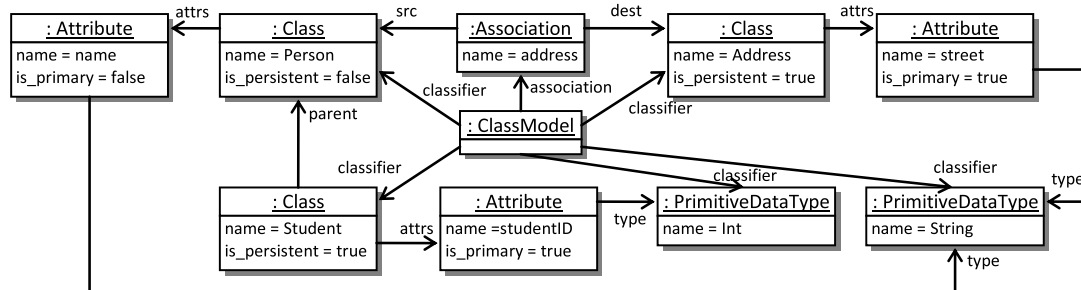 : Attribute
name = name
is_primary = false
attrs
: Class
name = Person
is_persistent = false
src
:Association
name = address
dest
: Class
name = Address
is_persistent = true
attrs
: Attribute
name = street
is_primary = true
parent
classifier
association
classifier
: ClassModel
classifier
classifier
classifier
type
: Class
name = Student
is_persistent = true
attrs
: Attribute
name =studentID
is_primary = true
type
: PrimitiveDataType
name = Int
: PrimitiveDataType
name = String
type